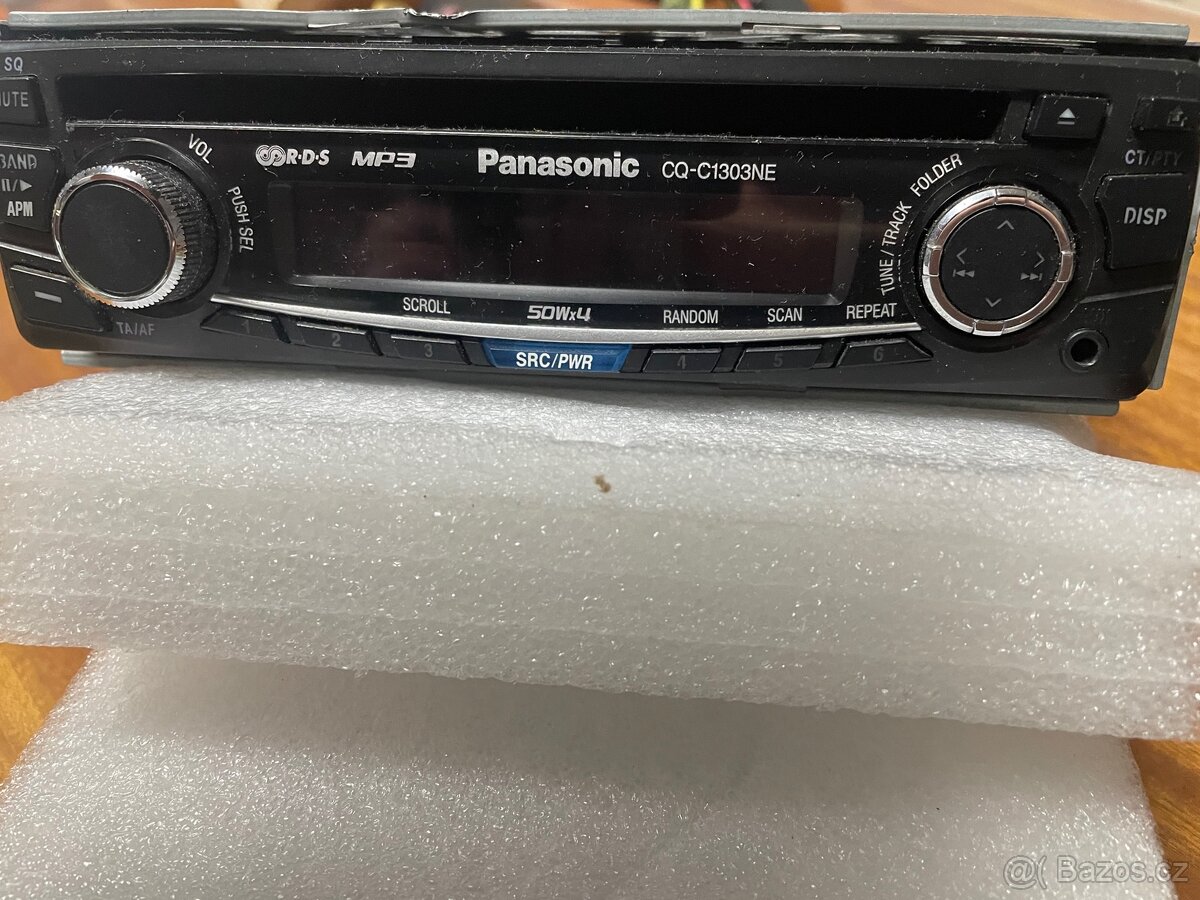 SQ
MUTE
BAND
APM
TA/AF
VOL
PUSH SEL
R·D·S MP3 Panasonic CQ-C1303NE
TUNE / TRACK FOLDER
CT/PTY
DISP
SCROLL 50Wx4 RANDOM SCAN REPEAT
1 2 3 SRC/PWR 4 5 6
@( Bazos.cz